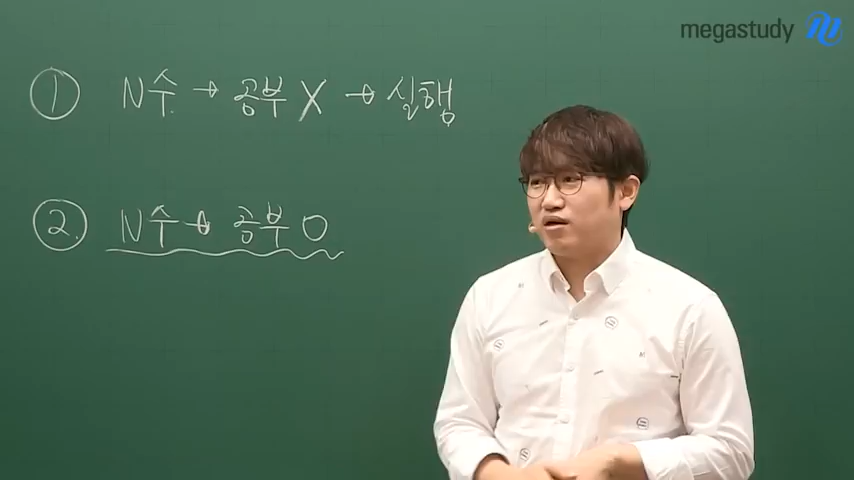 megastudy
① N수 → 공부 X → 실행
② N수 → 공부 O